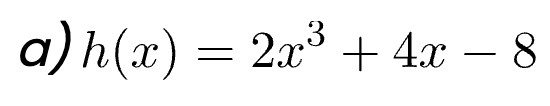 a) h(x) = 2x³ + 4x − 8